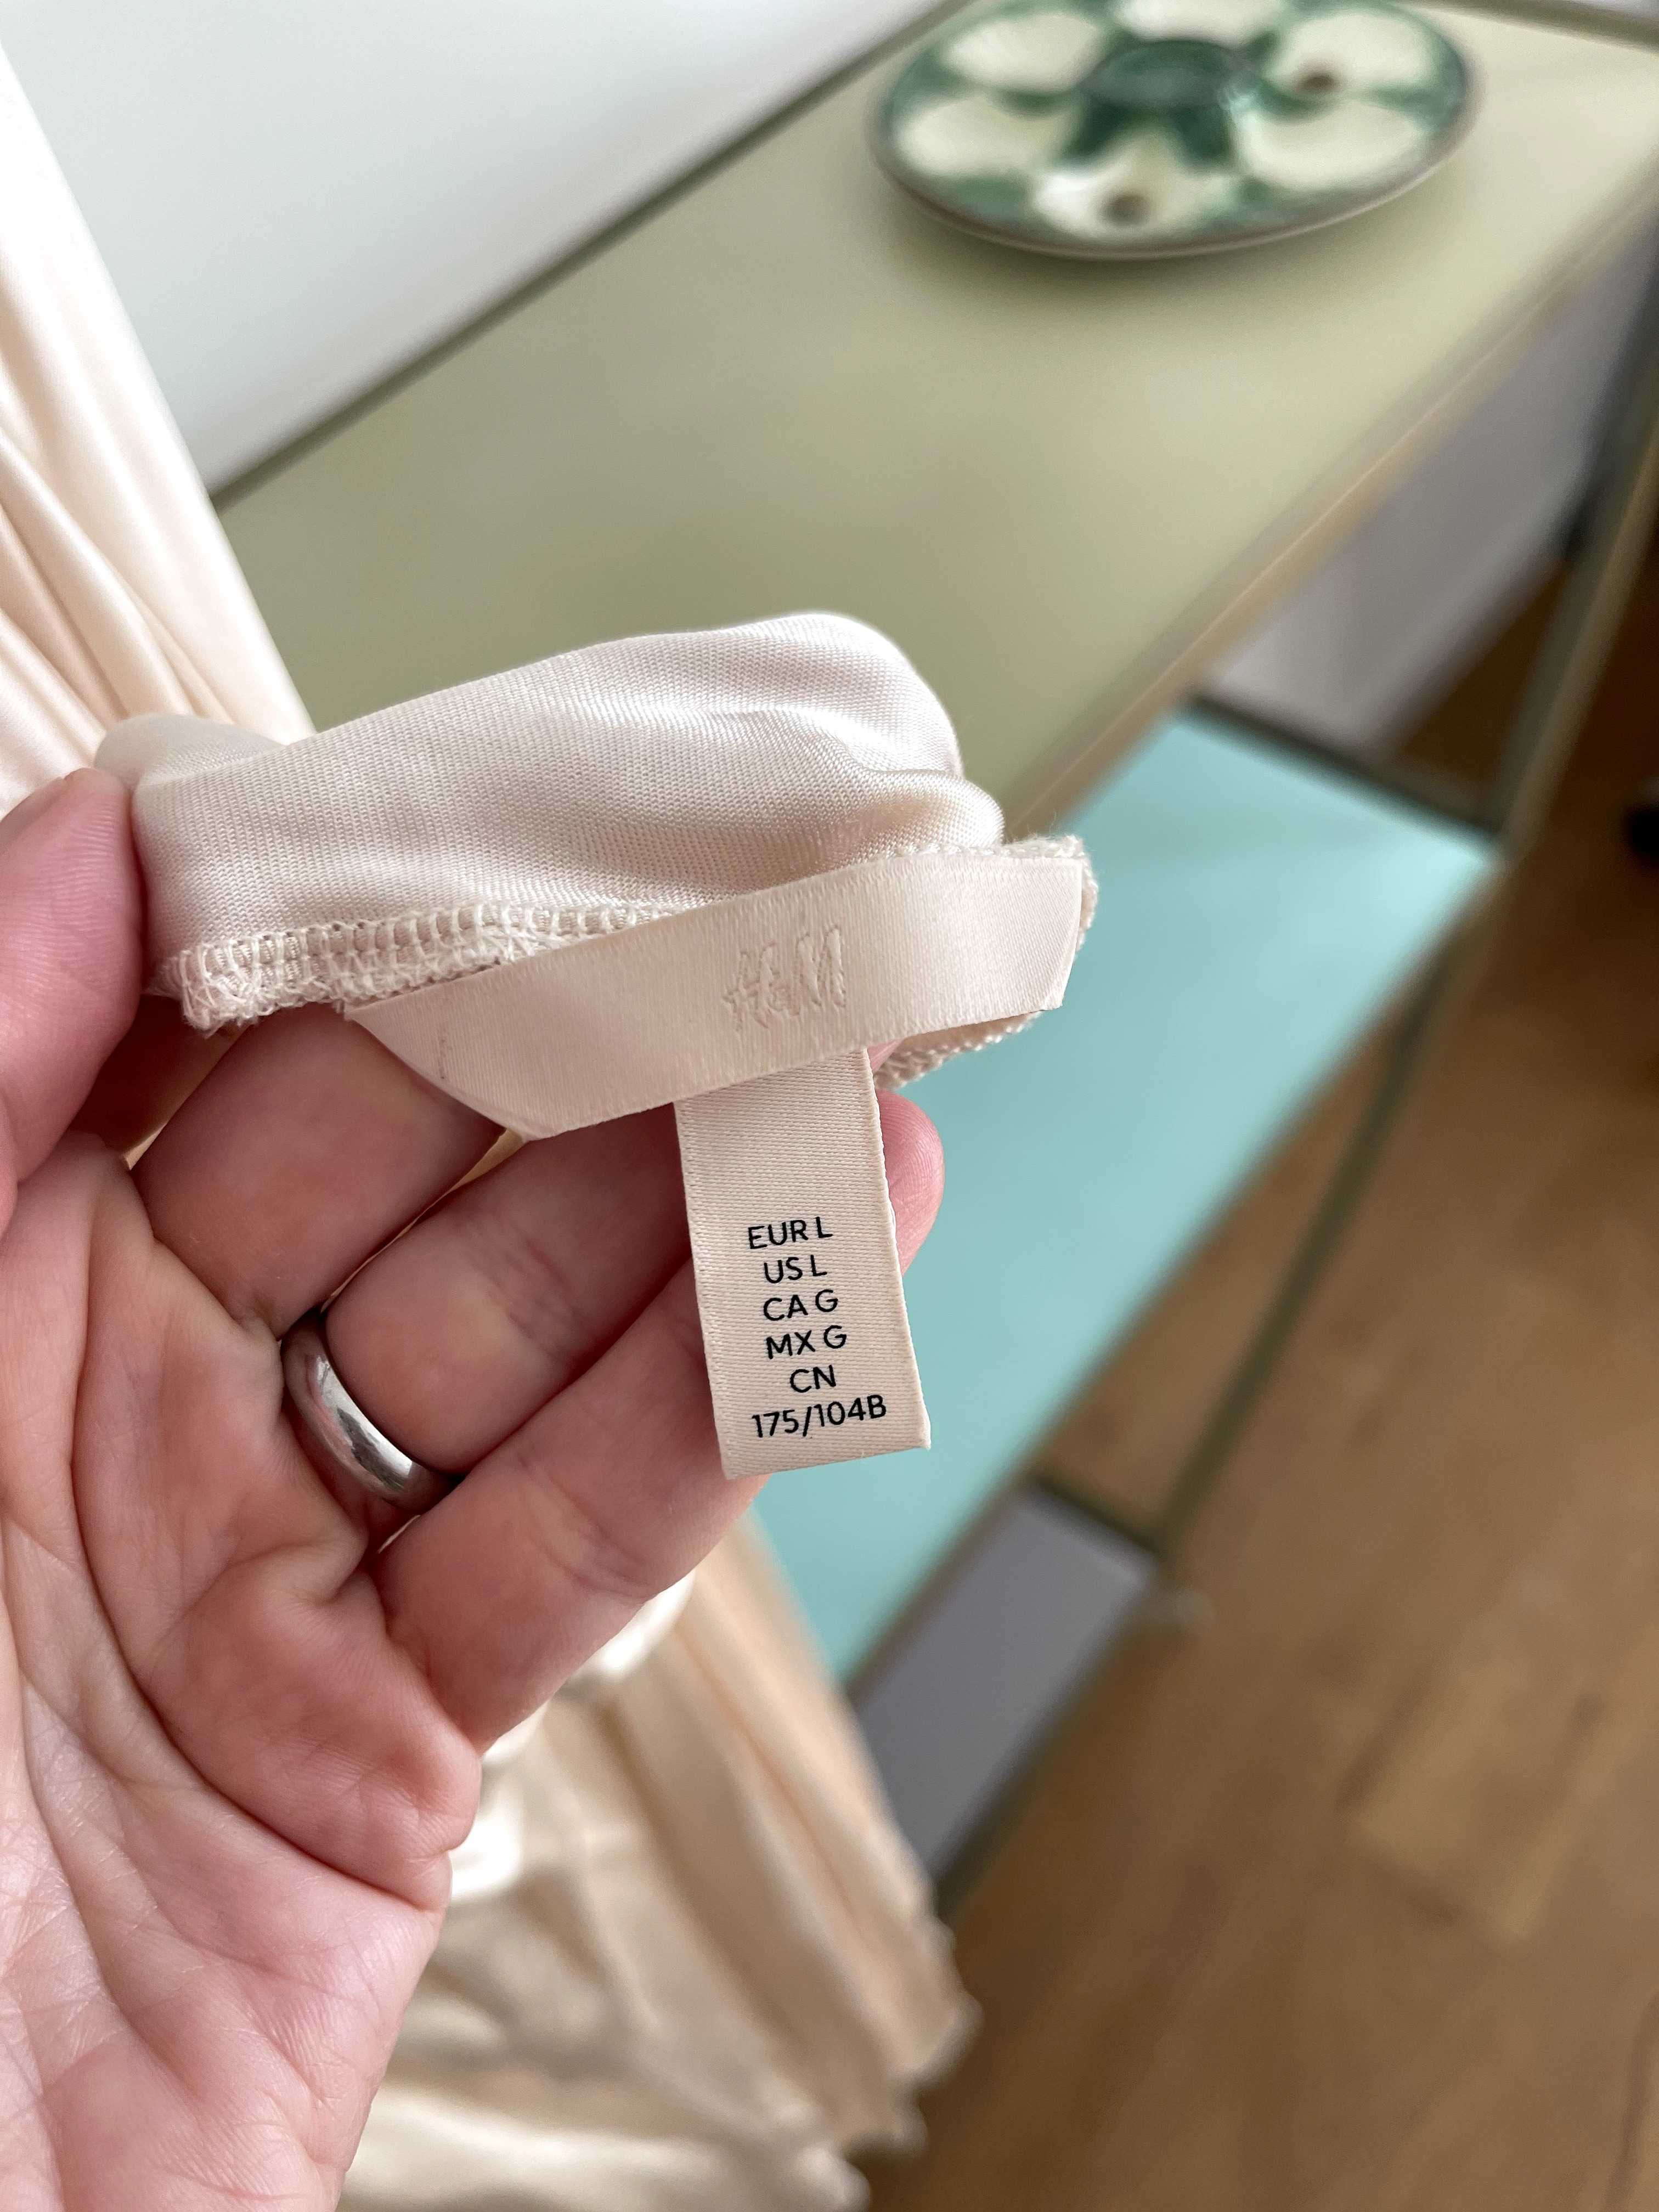 H&M
EUR L
US L
CA G
MX G
CN
175/104B